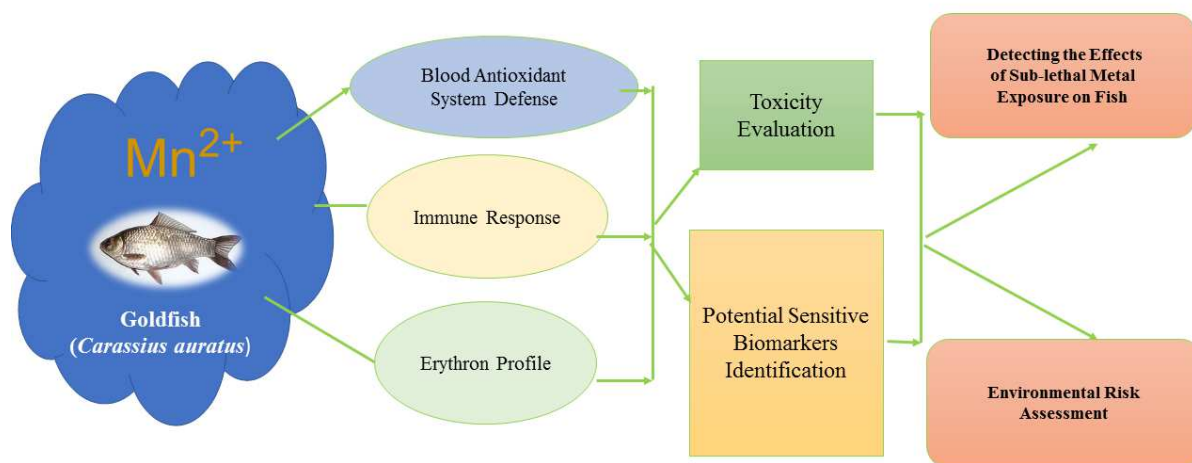 Mn2+
Goldfish
(Carassius auratus)
Blood Antioxidant
System Defense
Immune Response
Erythron Profile
Toxicity
Evaluation
Potential Sensitive
Biomarkers
Identification
Detecting the Effects
of Sub-lethal Metal
Exposure on Fish
Environmental Risk
Assessment